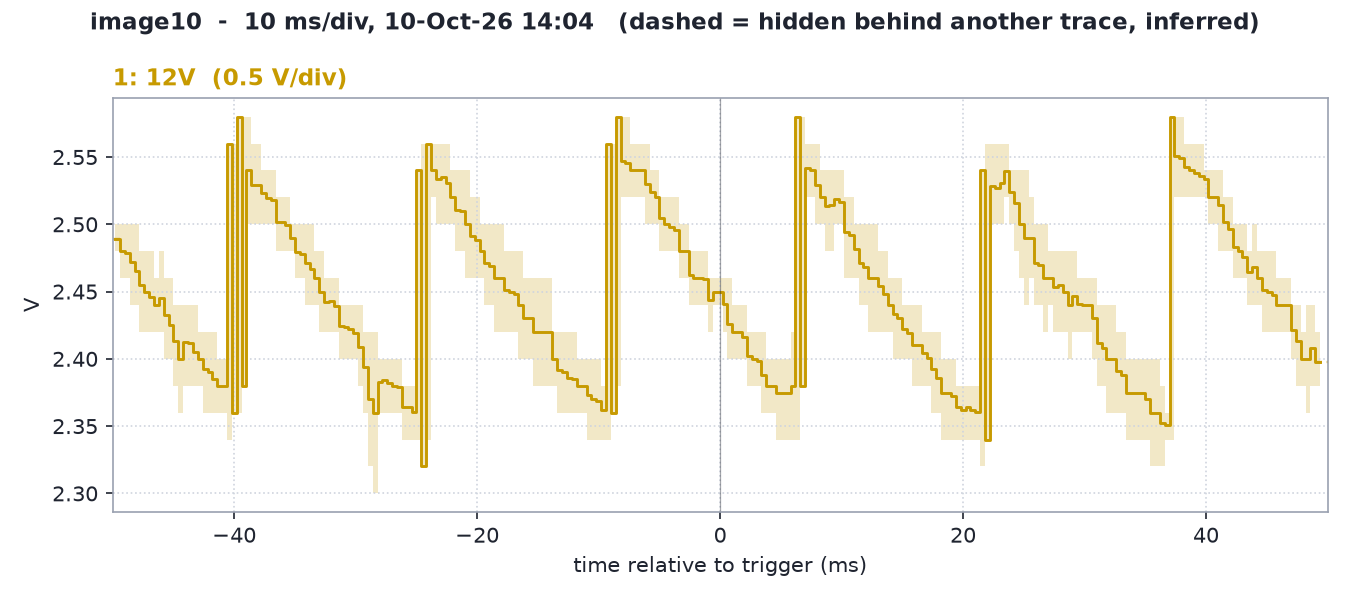 image10 - 10 ms/div, 10-Oct-26 14:04 (dashed = hidden behind another trace, inferred)
1: 12V (0.5 V/div)
2.55
2.50
2.45
2.40
2.35
2.30
V
−40 −20 0 20 40
time relative to trigger (ms)